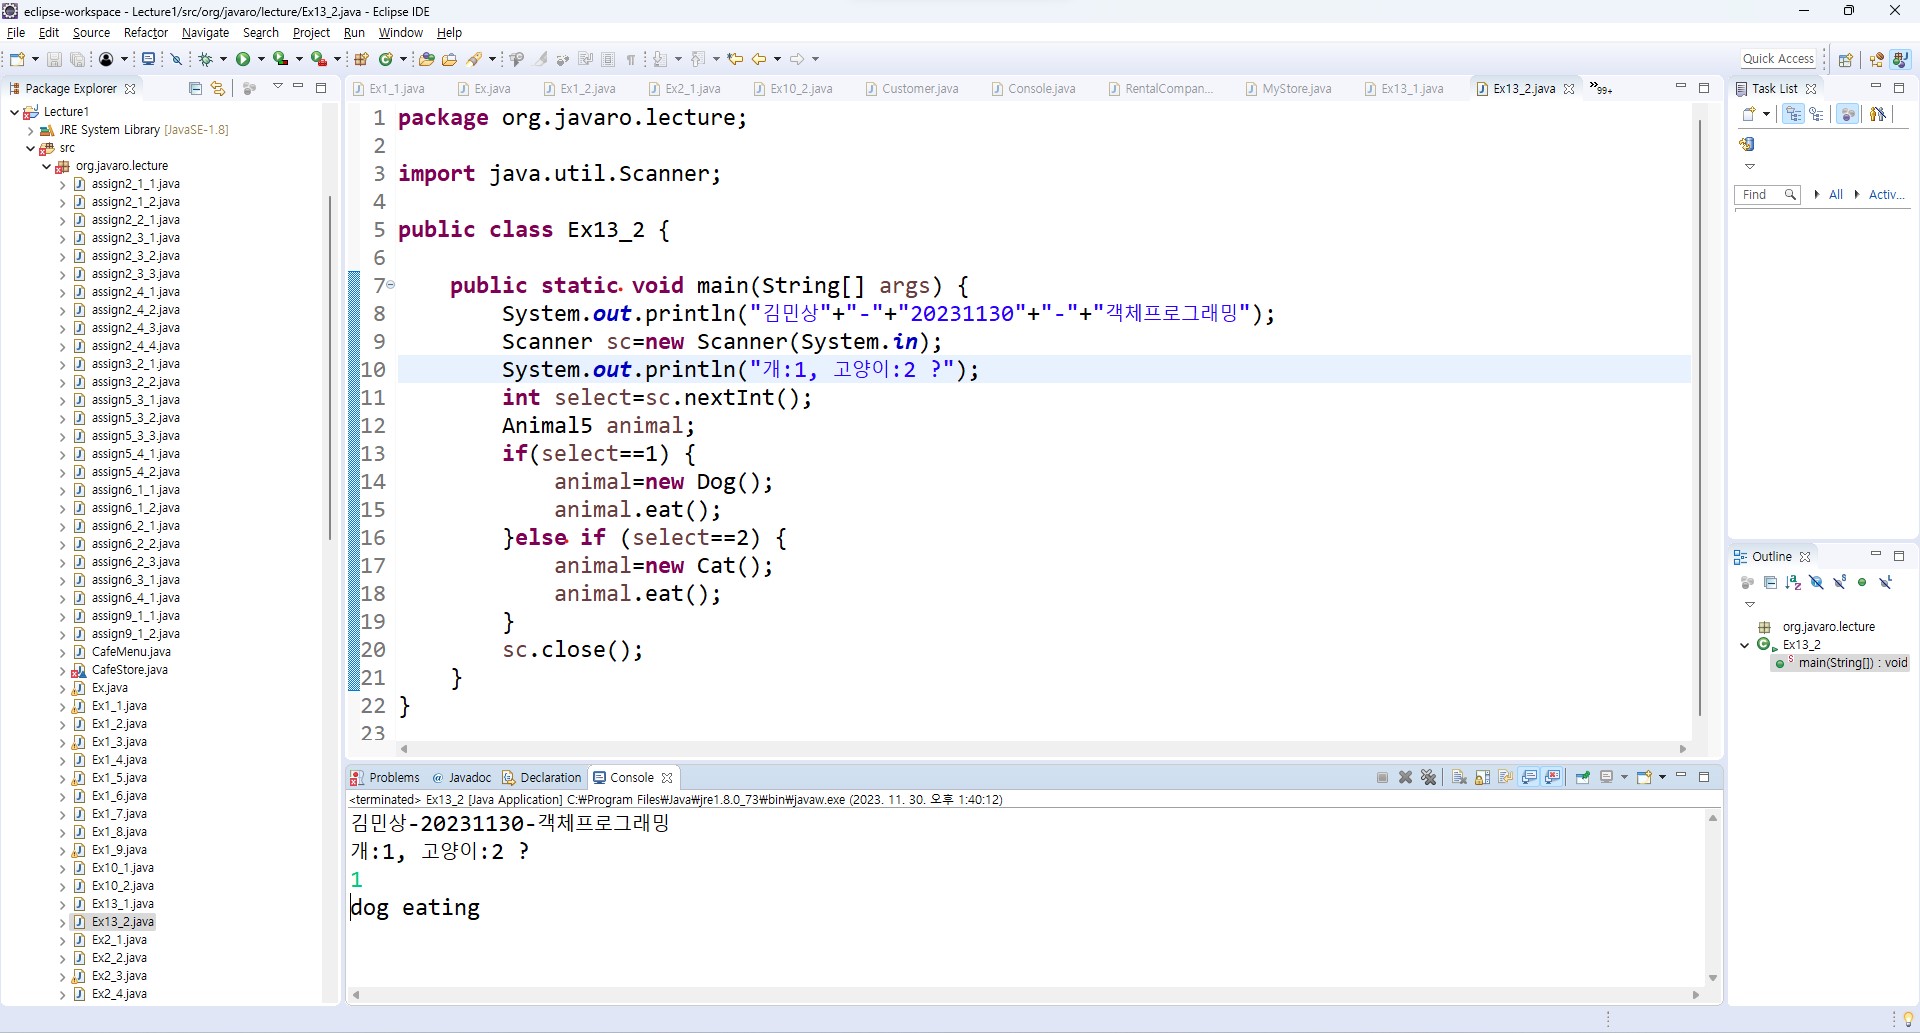 eclipse-workspace - Lecture1/src/org/javaro/lecture/Ex13_2.java - Eclipse IDE
File Edit Source Refactor Navigate Search Project Run Window Help
Quick Access
Package Explorer
Lecture1
JRE System Library [JavaSE-1.8]
src
org.javaro.lecture
assign2_1_1.java
assign2_1_2.java
assign2_2_1.java
assign2_3_1.java
assign2_3_2.java
assign2_3_3.java
assign2_4_1.java
assign2_4_2.java
assign2_4_3.java
assign2_4_4.java
assign3_2_1.java
assign3_2_2.java
assign5_3_1.java
assign5_3_2.java
assign5_3_3.java
assign5_4_1.java
assign5_4_2.java
assign6_1_1.java
assign6_1_2.java
assign6_2_1.java
assign6_2_2.java
assign6_2_3.java
assign6_3_1.java
assign6_4_1.java
assign9_1_1.java
assign9_1_2.java
CafeMenu.java
CafeStore.java
Ex.java
Ex1_1.java
Ex1_2.java
Ex1_3.java
Ex1_4.java
Ex1_5.java
Ex1_6.java
Ex1_7.java
Ex1_8.java
Ex1_9.java
Ex10_1.java
Ex10_2.java
Ex13_1.java
Ex13_2.java
Ex2_1.java
Ex2_2.java
Ex2_3.java
Ex2_4.java
Ex1_1.java Ex.java Ex1_2.java Ex2_1.java Ex10_2.java Customer.java Console.java RentalCompan... MyStore.java Ex13_1.java Ex13_2.java »99+
1 package org.javaro.lecture;
2
3 import java.util.Scanner;
4
5 public class Ex13_2 {
6
7 public static void main(String[] args) {
8 System.out.println("김민상"+"-"+"20231130"+"-"+"객체프로그래밍");
9 Scanner sc=new Scanner(System.in);
10 System.out.println("개:1, 고양이:2 ?");
11 int select=sc.nextInt();
12 Animal5 animal;
13 if(select==1) {
14 animal=new Dog();
15 animal.eat();
16 }else if (select==2) {
17 animal=new Cat();
18 animal.eat();
19 }
20 sc.close();
21 }
22 }
23
Problems Javadoc Declaration Console
<terminated> Ex13_2 [Java Application] C:₩Program Files₩Java₩jre1.8.0_73₩bin₩javaw.exe (2023. 11. 30. 오후 1:40:12)
김민상-20231130-객체프로그래밍
개:1, 고양이:2 ?
1
dog eating
Task List
Find All Activ...
Outline
org.javaro.lecture
Ex13_2
main(String[]) : void